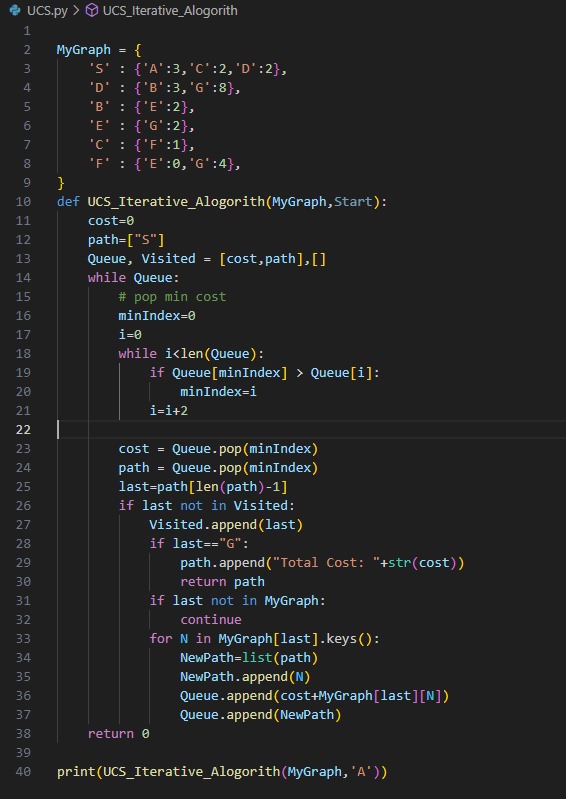 UCS.py > UCS_Iterative_Alogorith
1
2 MyGraph = {
3 'S' : {'A':3,'C':2,'D':2},
4 'D' : {'B':3,'G':8},
5 'B' : {'E':2},
6 'E' : {'G':2},
7 'C' : {'F':1},
8 'F' : {'E':0,'G':4},
9 }
10 def UCS_Iterative_Alogorith(MyGraph,Start):
11 cost=0
12 path=["S"]
13 Queue, Visited = [cost,path],[]
14 while Queue:
15 # pop min cost
16 minIndex=0
17 i=0
18 while i<len(Queue):
19 if Queue[minIndex] > Queue[i]:
20 minIndex=i
21 i=i+2
22
23 cost = Queue.pop(minIndex)
24 path = Queue.pop(minIndex)
25 last=path[len(path)-1]
26 if last not in Visited:
27 Visited.append(last)
28 if last=="G":
29 path.append("Total Cost: "+str(cost))
30 return path
31 if last not in MyGraph:
32 continue
33 for N in MyGraph[last].keys():
34 NewPath=list(path)
35 NewPath.append(N)
36 Queue.append(cost+MyGraph[last][N])
37 Queue.append(NewPath)
38 return 0
39
40 print(UCS_Iterative_Alogorith(MyGraph,'A'))